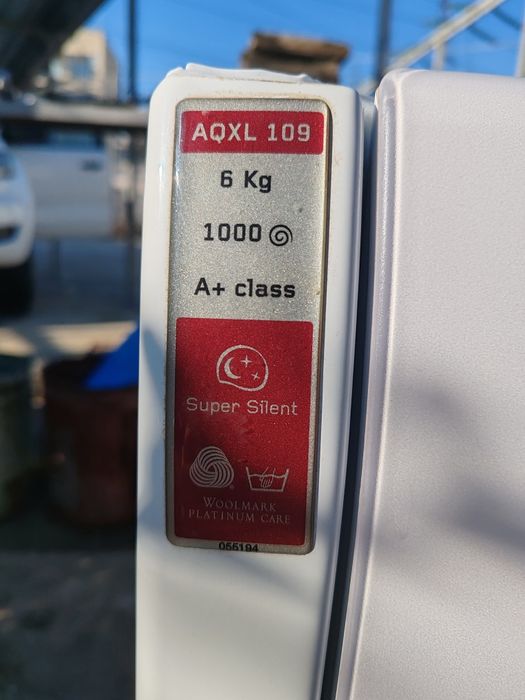 AQXL 109
6 Kg
1000
A+ class
Super Silent
WOOLMARK
PLATINUM CARE
055194